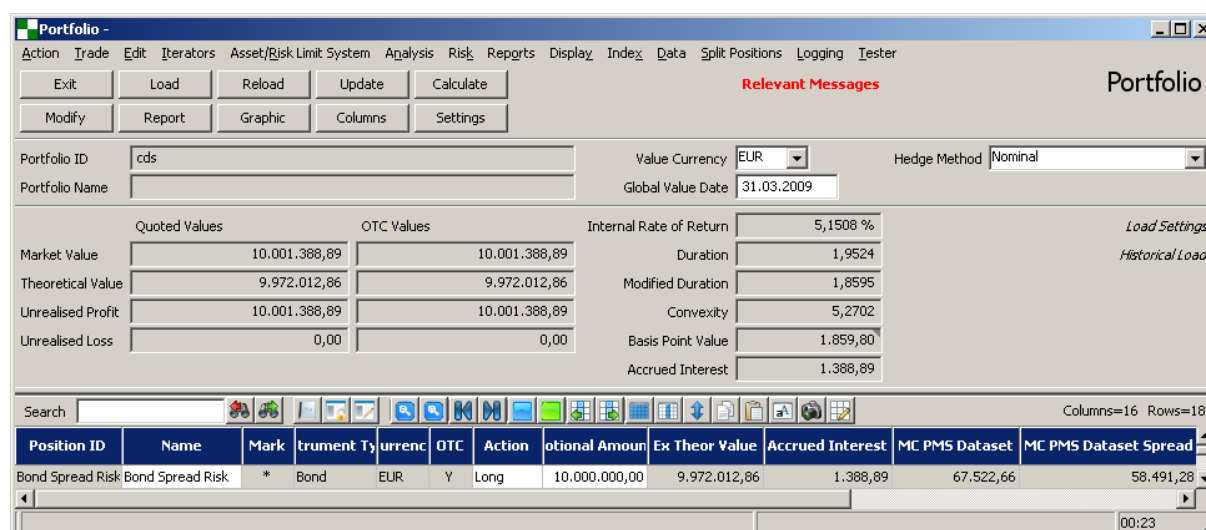 Portfolio -
Action Trade Edit Iterators Asset/Risk Limit System Analysis Risk Reports Display Index Data Split Positions Logging Tester
Exit Load Reload Update Calculate Relevant Messages Portfolio
Modify Report Graphic Columns Settings
Portfolio ID cds Value Currency EUR Hedge Method Nominal
Portfolio Name Global Value Date 31.03.2009
Quoted Values OTC Values Internal Rate of Return 5,1508 % Load Settings
Market Value 10.001.388,89 10.001.388,89 Duration 1,9524 Historical Load
Theoretical Value 9.972.012,86 9.972.012,86 Modified Duration 1,8595
Unrealised Profit 10.001.388,89 10.001.388,89 Convexity 5,2702
Unrealised Loss 0,00 0,00 Basis Point Value 1.859,80
Accrued Interest 1.388,89
Search Columns=16 Rows=18
Position ID Name Mark trument Ty urrenc OTC Action otional Amoun Ex Theor Value Accrued Interest MC PMS Dataset MC PMS Dataset Spread
Bond Spread Risk Bond Spread Risk * Bond EUR Y Long 10.000.000,00 9.972.012,86 1.388,89 67.522,66 58.491,28
00:23